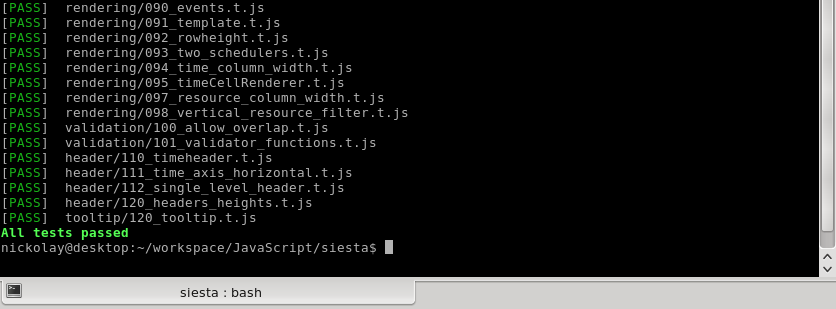 [PASS]  rendering/090_events.t.js
[PASS]  rendering/091_template.t.js
[PASS]  rendering/092_rowheight.t.js
[PASS]  rendering/093_two_schedulers.t.js
[PASS]  rendering/094_time_column_width.t.js
[PASS]  rendering/095_timeCellRenderer.t.js
[PASS]  rendering/097_resource_column_width.t.js
[PASS]  rendering/098_vertical_resource_filter.t.js
[PASS]  validation/100_allow_overlap.t.js
[PASS]  validation/101_validator_functions.t.js
[PASS]  header/110_timeheader.t.js
[PASS]  header/111_time_axis_horizontal.t.js
[PASS]  header/112_single_level_header.t.js
[PASS]  header/120_headers_heights.t.js
[PASS]  tooltip/120_tooltip.t.js
All tests passed
nickolay@desktop:~/workspace/JavaScript/siesta$
siesta : bash